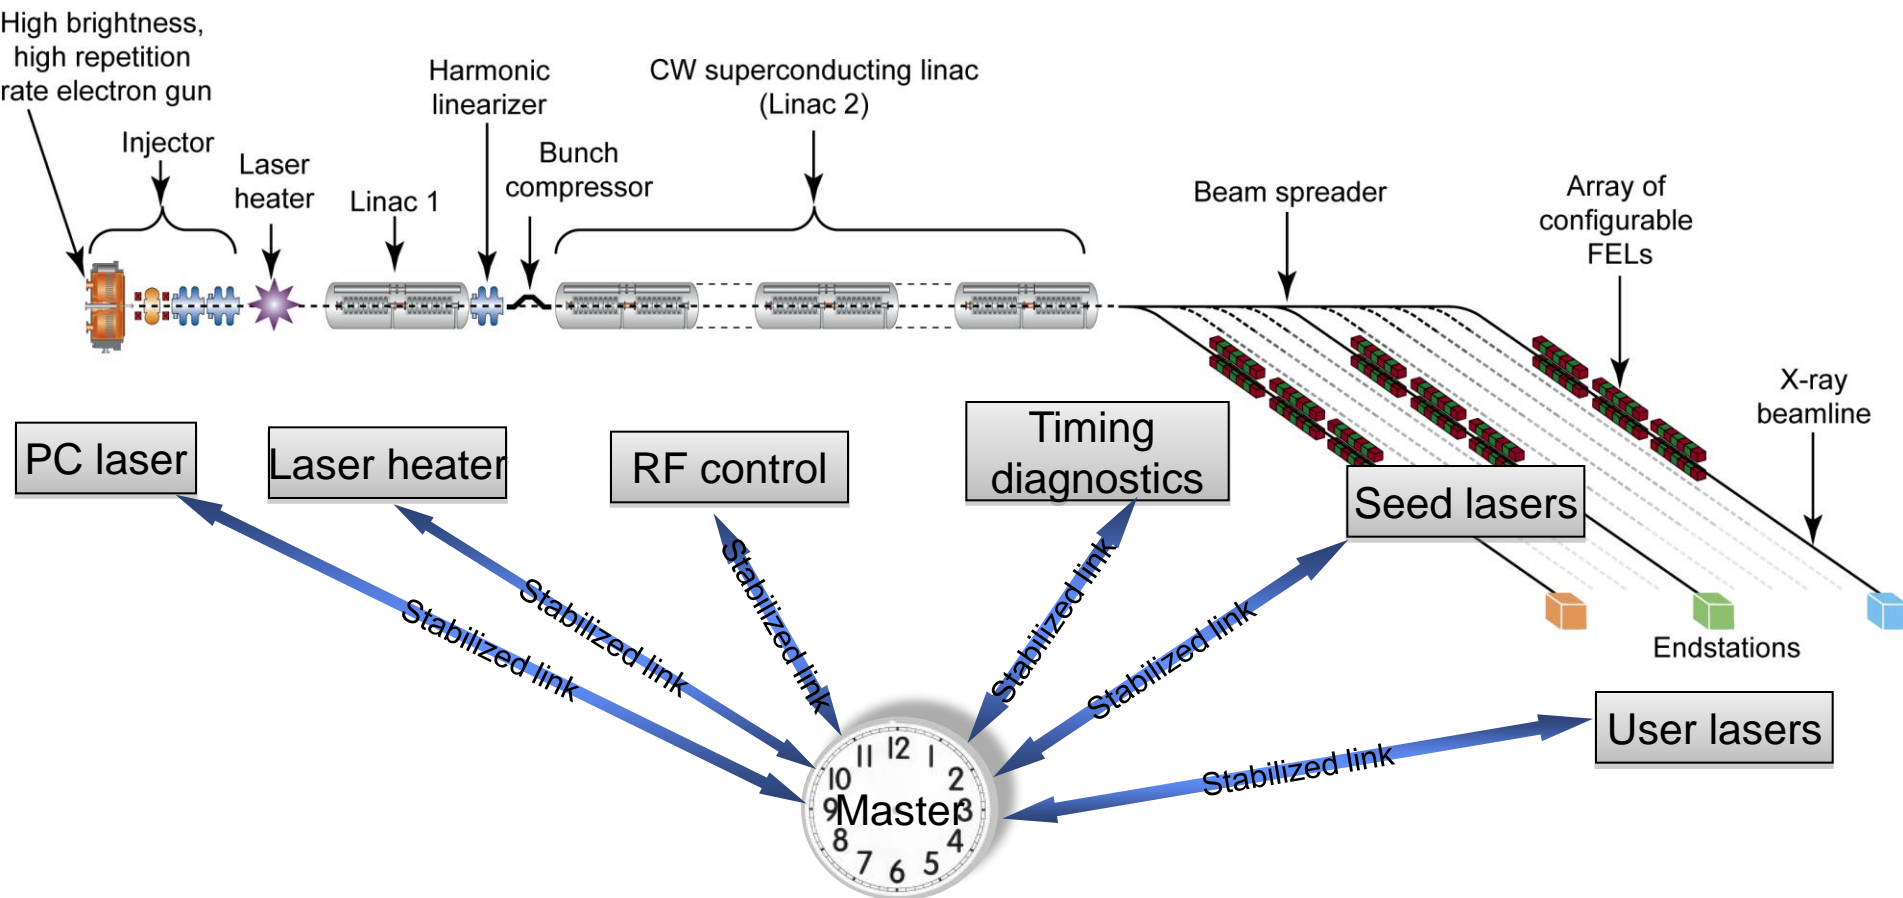 High brightness,
high repetition
rate electron gun
Injector
Laser
heater
Linac 1
Harmonic
linearizer
Bunch
compressor
CW superconducting linac
(Linac 2)
Beam spreader
Array of
configurable
FELs
X-ray
beamline
PC laser
Laser heater
RF control
Timing
diagnostics
Seed lasers
Endstations
User lasers
Stabilized link
Stabilized link
Stabilized link
Stabilized link
Stabilized link
Stabilized link
12
1
2
3
4
5
6
7
8
9
10
11
Master